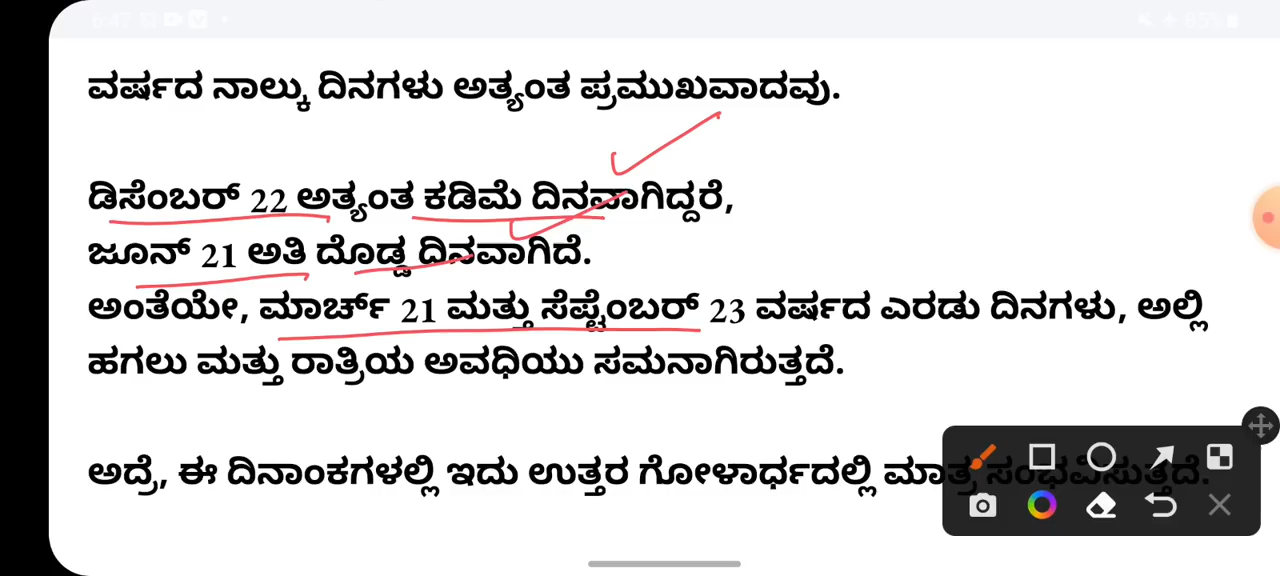 ವರ್ಷದ ನಾಲ್ಕು ದಿನಗಳು ಅತ್ಯಂತ ಪ್ರಮುಖವಾದವು.
ಡಿಸೆಂಬರ್ 22 ಅತ್ಯಂತ ಕಡಿಮೆ ದಿನವಾಗಿದ್ದರೆ,
ಜೂನ್ 21 ಅತಿ ದೊಡ್ಡ ದಿನವಾಗಿದೆ.
ಅಂತೆಯೇ, ಮಾರ್ಚ್ 21 ಮತ್ತು ಸೆಪ್ಟೆಂಬರ್ 23 ವರ್ಷದ ಎರಡು ದಿನಗಳು, ಅಲ್ಲಿ
ಹಗಲು ಮತ್ತು ರಾತ್ರಿಯ ಅವಧಿಯು ಸಮನಾಗಿರುತ್ತದೆ.
ಅದ್ರೆ, ಈ ದಿನಾಂಕಗಳಲ್ಲಿ ಇದು ಉತ್ತರ ಗೋಳಾರ್ಧದಲ್ಲಿ ಮಾತ್ರ ಸಂಭವಿಸುತ್ತದೆ.